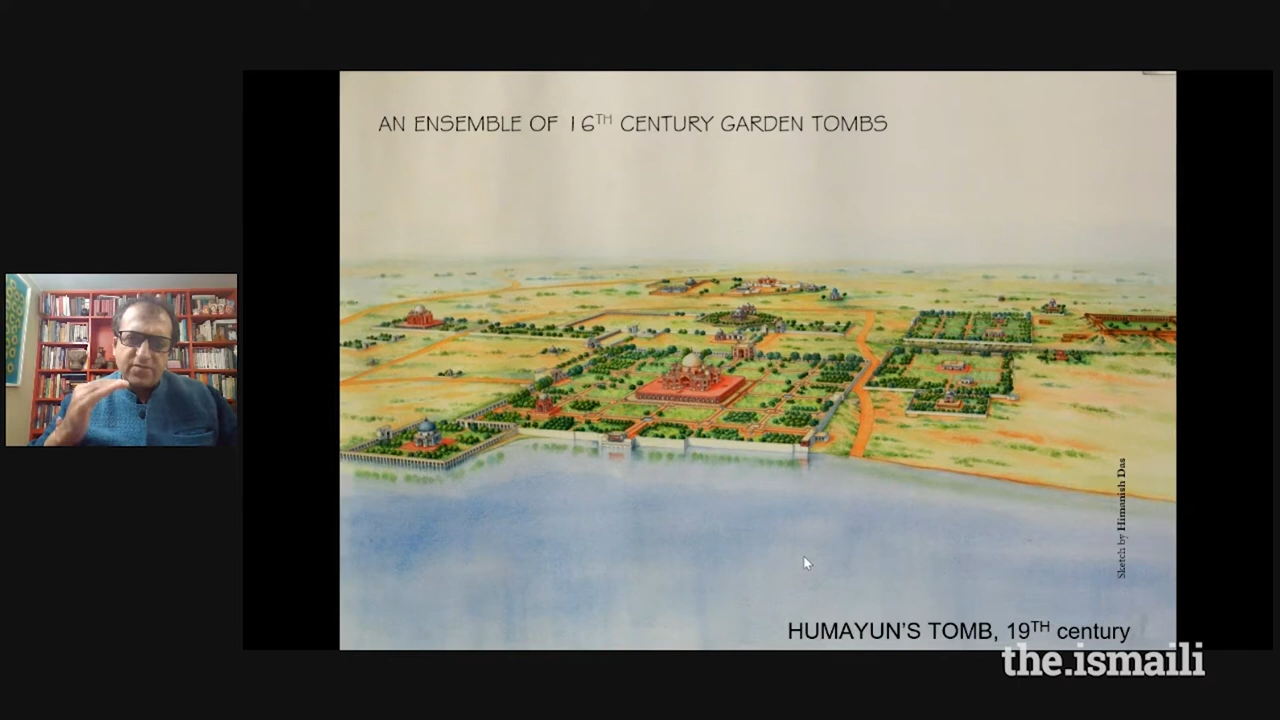 AN ENSEMBLE OF 16TH CENTURY GARDEN TOMBS
Sketch by Himanish Das
HUMAYUN'S TOMB, 19TH century
the.ismaili